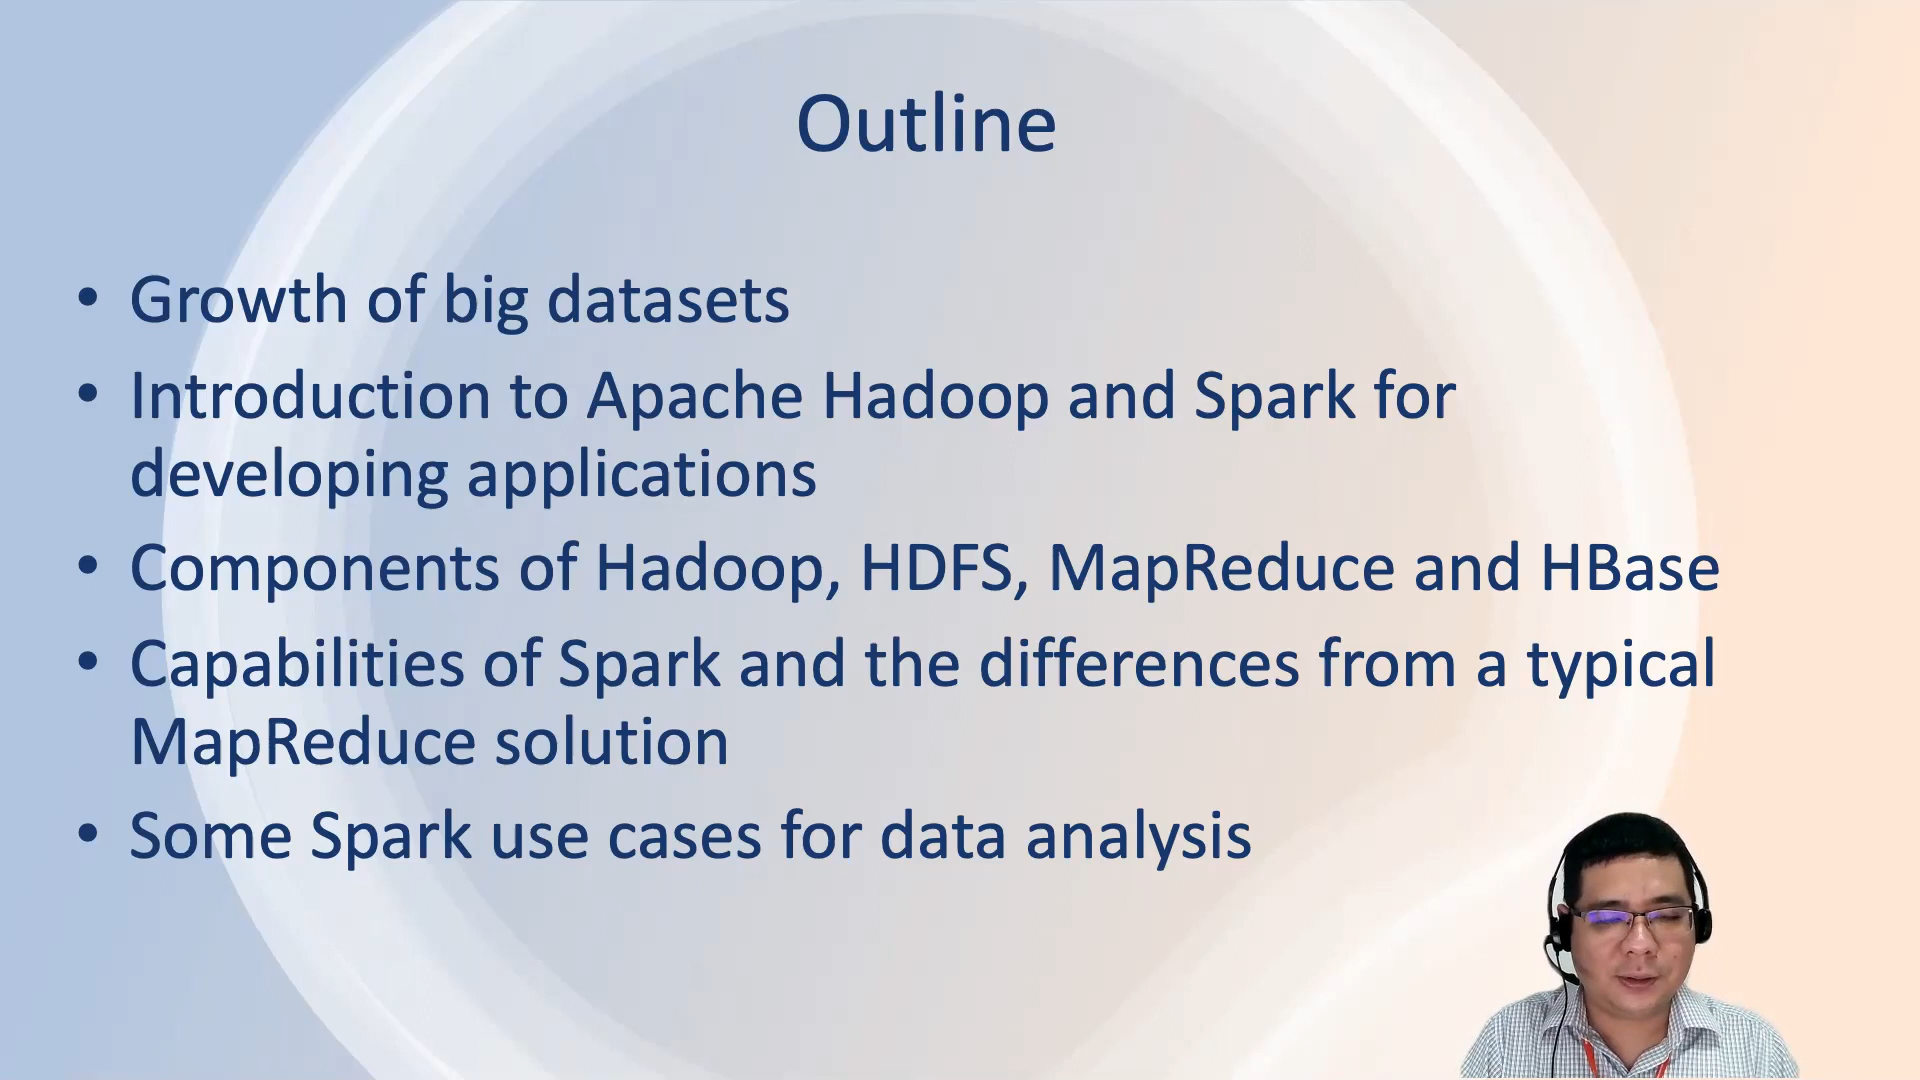 Outline
• Growth of big datasets
• Introduction to Apache Hadoop and Spark for
developing applications
• Components of Hadoop, HDFS, MapReduce and HBase
• Capabilities of Spark and the differences from a typical
MapReduce solution
• Some Spark use cases for data analysis